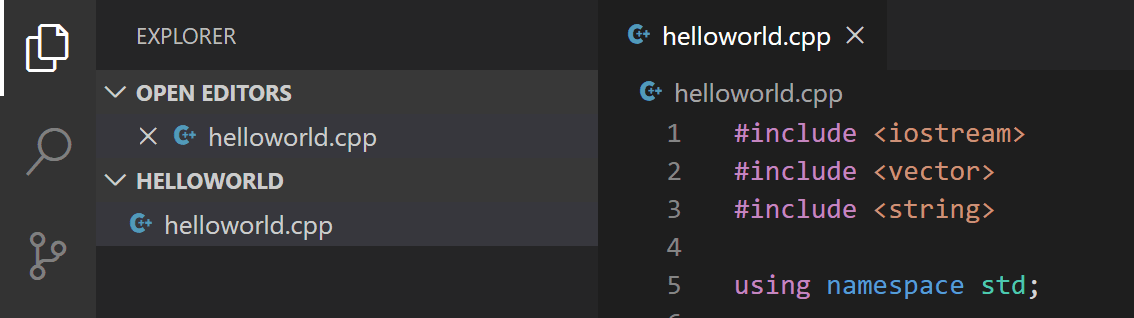 EXPLORER
OPEN EDITORS
helloworld.cpp
HELLOWORLD
helloworld.cpp
helloworld.cpp
helloworld.cpp
1 #include <iostream>
2 #include <vector>
3 #include <string>
4
5 using namespace std;